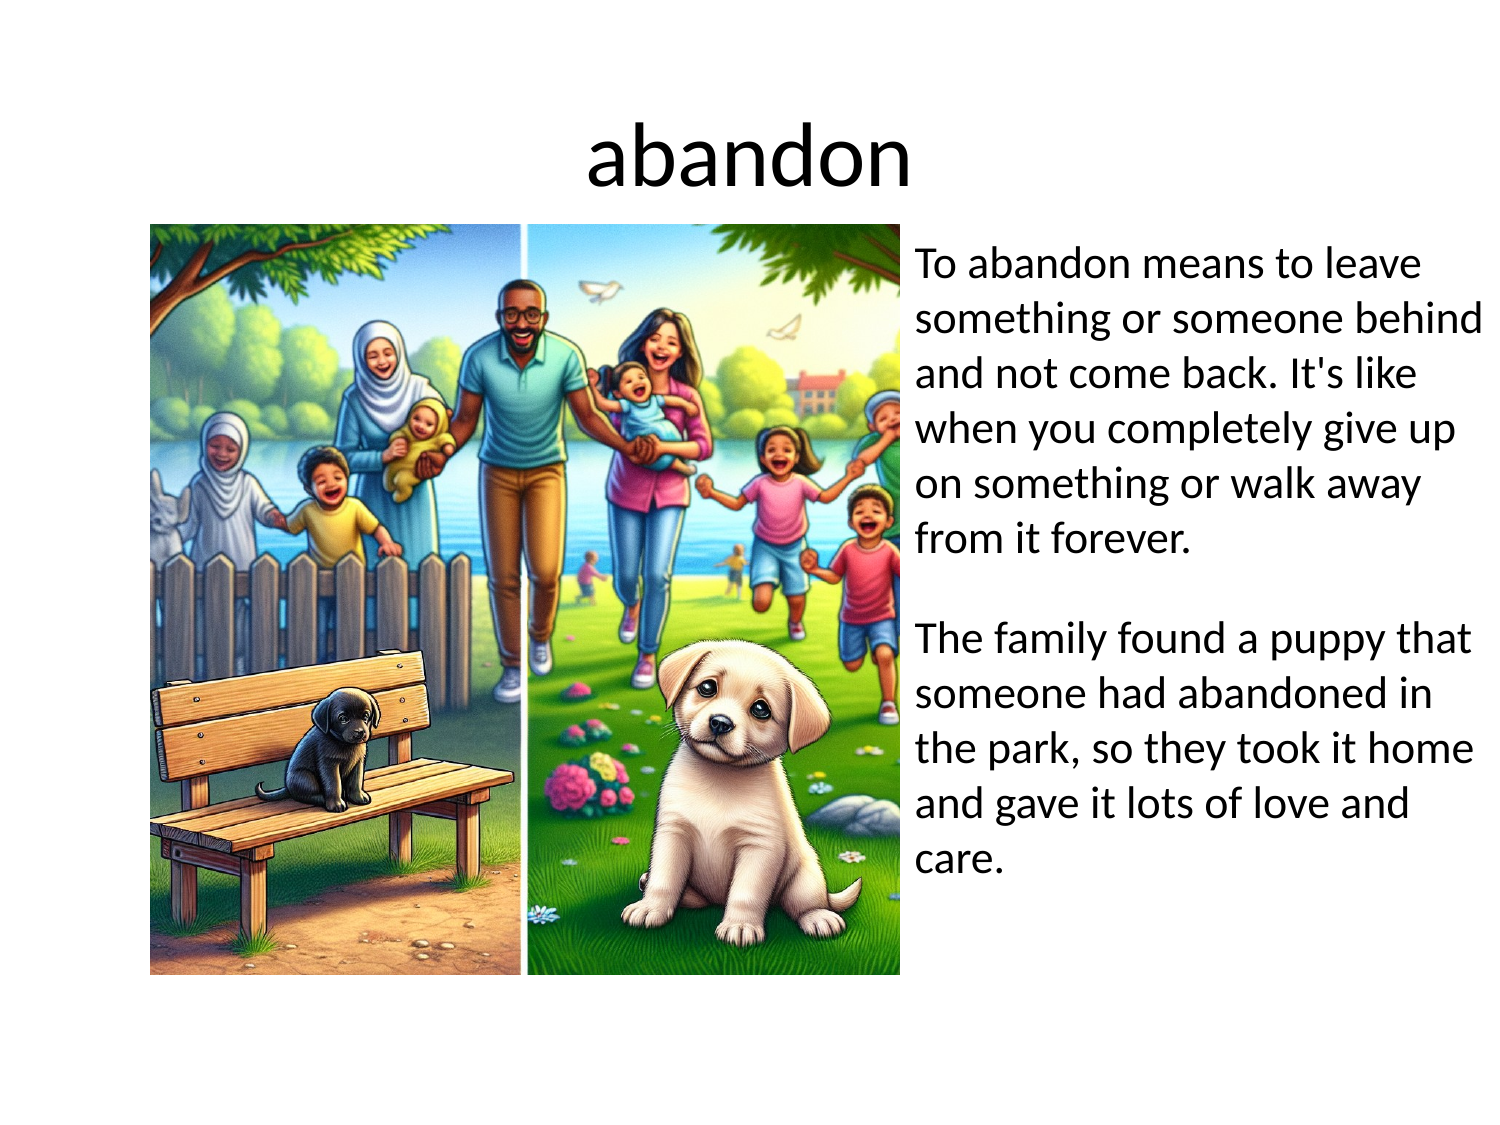 abandon
To abandon means to leave
something or someone behind
and not come back. It's like
when you completely give up
on something or walk away
from it forever.
The family found a puppy that
someone had abandoned in
the park, so they took it home
and gave it lots of love and
care.